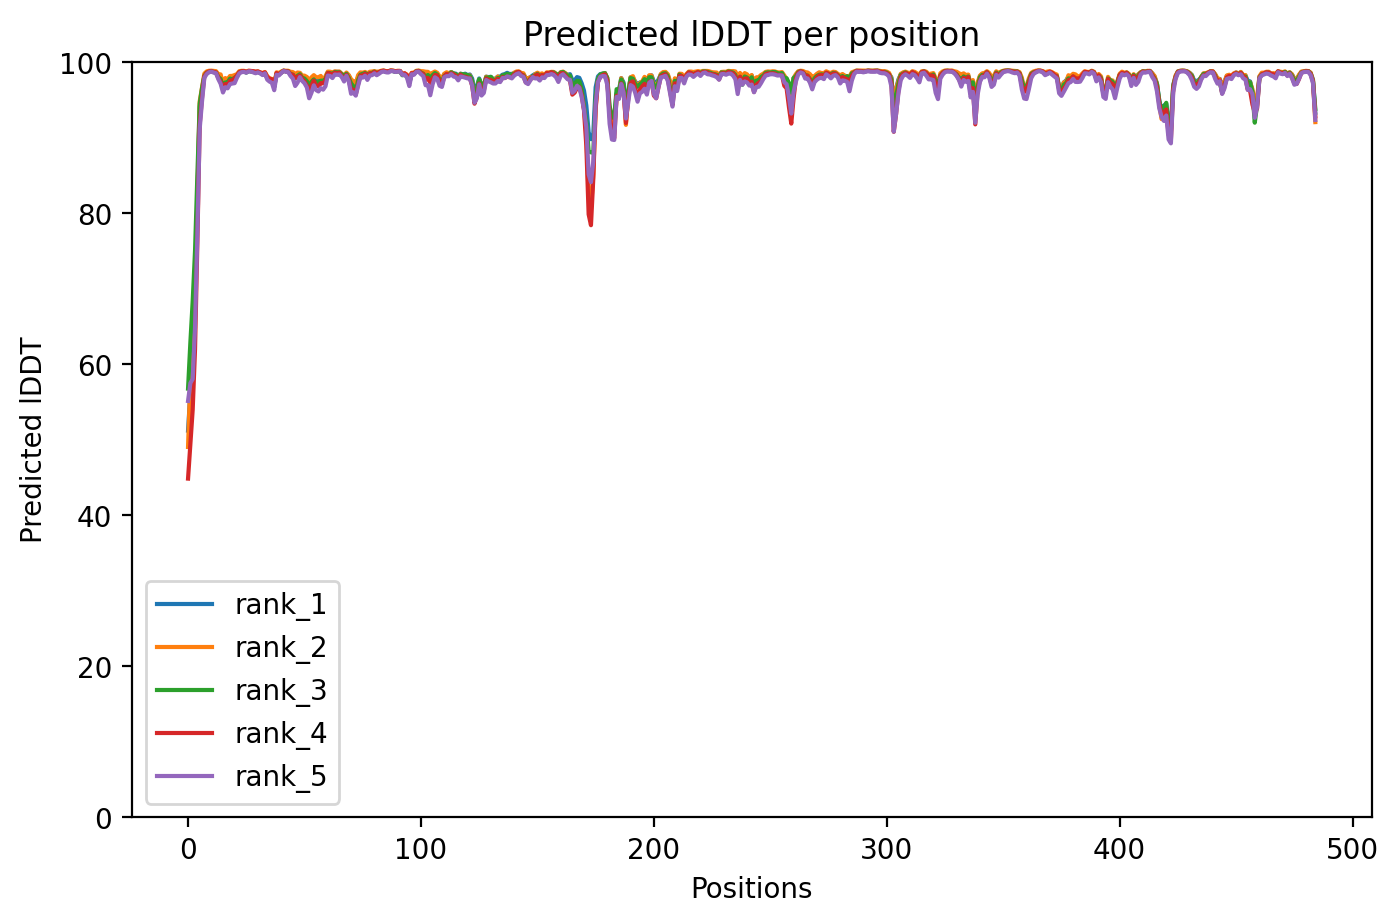 Predicted lDDT per position
100
80
60
40
20
0
Predicted lDDT
rank_1
rank_2
rank_3
rank_4
rank_5
0 100 200 300 400 500
Positions